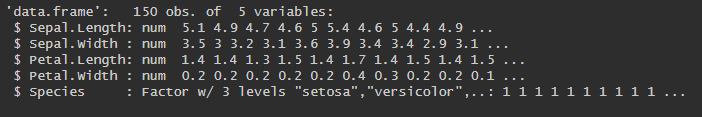 'data.frame':   150 obs. of  5 variables:
 $ Sepal.Length: num  5.1 4.9 4.7 4.6 5 5.4 4.6 5 4.4 4.9 ...
 $ Sepal.Width : num  3.5 3 3.2 3.1 3.6 3.9 3.4 3.4 2.9 3.1 ...
 $ Petal.Length: num  1.4 1.4 1.3 1.5 1.4 1.7 1.4 1.5 1.4 1.5 ...
 $ Petal.Width : num  0.2 0.2 0.2 0.2 0.2 0.4 0.3 0.2 0.2 0.1 ...
 $ Species     : Factor w/ 3 levels "setosa","versicolor",..: 1 1 1 1 1 1 1 1 1 1 ...